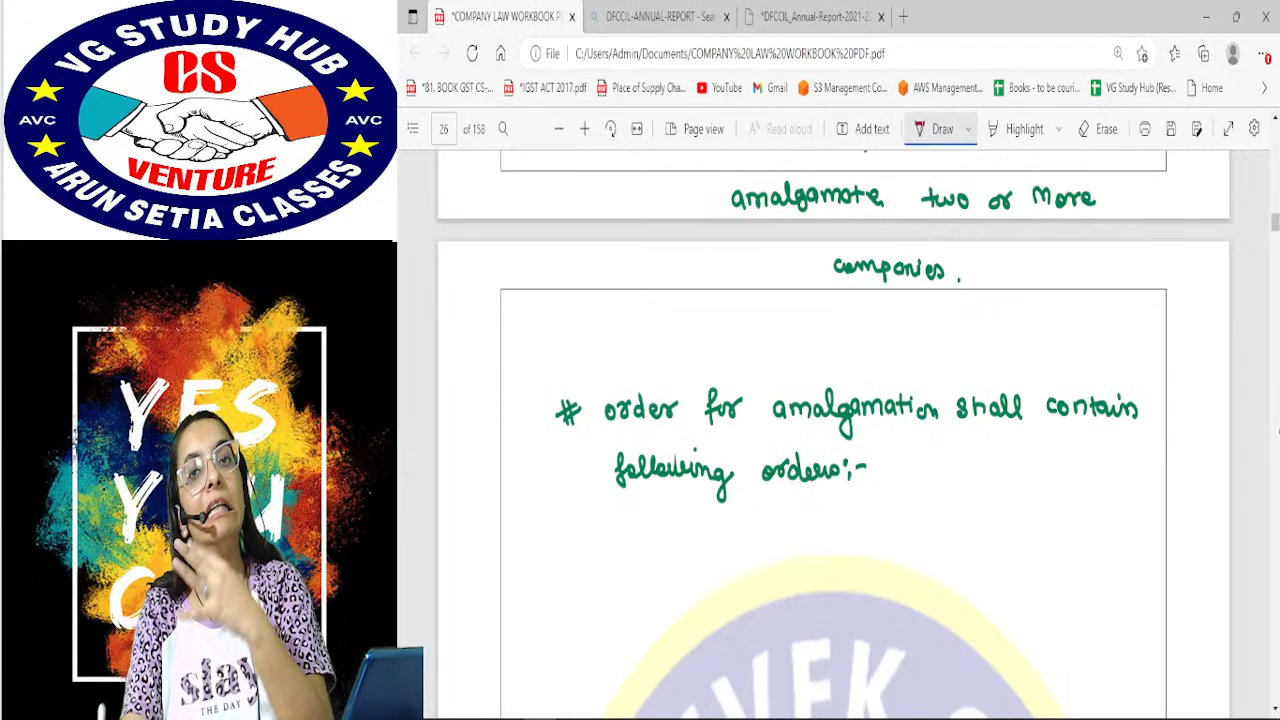 VG STUDY HUB
CS
AVC
AVC
VENTURE
ARUN SETIA CLASSES
YES
SLAY
THE DAY
*COMPANY LAW WORKBOOK
DFCCIL-ANNUAL-REPORT - Sea
*DFCCIL_Annual-Report-2021-2
File
C:/Users/Admin/Documents/COMPANY%20LAW%20WORKBOOK%20PDF.pdf
*81. BOOK GST CS-...
*IGST ACT 2017.pdf
Place of Supply Cha...
YouTube
Gmail
S3 Management Co...
AWS Management...
Books - to be couri...
VG Study Hub (Res...
Home
26 of 158
Page view
Read aloud
Add text
Draw
Highlight
Erase
amalgamate two or more
companies.
# order for amalgamation shall contain
following orders:-